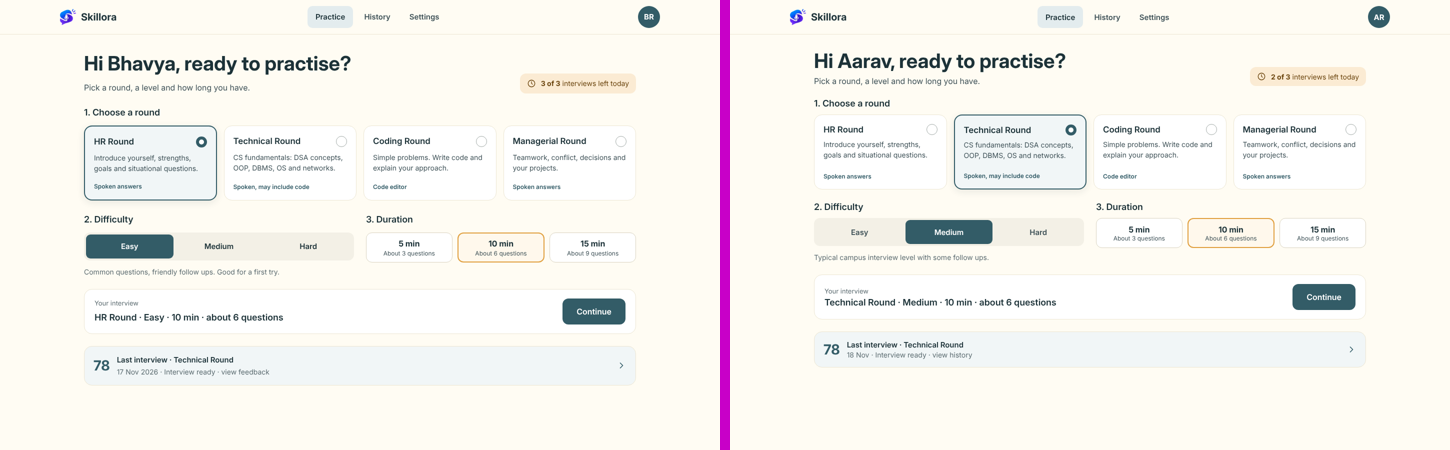 Skillora
Practice
History
Settings
BR
Hi Bhavya, ready to practise?
Pick a round, a level and how long you have.
3 of 3 interviews left today
1. Choose a round
HR Round
Introduce yourself, strengths,
goals and situational questions.
Spoken answers
Technical Round
CS fundamentals: DSA concepts,
OOP, DBMS, OS and networks.
Spoken, may include code
Coding Round
Simple problems. Write code and
explain your approach.
Code editor
Managerial Round
Teamwork, conflict, decisions and
your projects.
Spoken answers
2. Difficulty
Easy
Medium
Hard
Common questions, friendly follow ups. Good for a first try.
3. Duration
5 min
About 3 questions
10 min
About 6 questions
15 min
About 9 questions
Your interview
HR Round · Easy · 10 min · about 6 questions
Continue
78
Last interview · Technical Round
17 Nov 2026 · Interview ready · view feedback
Skillora
Practice
History
Settings
AR
Hi Aarav, ready to practise?
Pick a round, a level and how long you have.
2 of 3 interviews left today
1. Choose a round
HR Round
Introduce yourself, strengths,
goals and situational questions.
Spoken answers
Technical Round
CS fundamentals: DSA concepts,
OOP, DBMS, OS and networks.
Spoken, may include code
Coding Round
Simple problems. Write code and
explain your approach.
Code editor
Managerial Round
Teamwork, conflict, decisions and
your projects.
Spoken answers
2. Difficulty
Easy
Medium
Hard
Typical campus interview level with some follow ups.
3. Duration
5 min
About 3 questions
10 min
About 6 questions
15 min
About 9 questions
Your interview
Technical Round · Medium · 10 min · about 6 questions
Continue
78
Last interview · Technical Round
18 Nov · Interview ready · view history